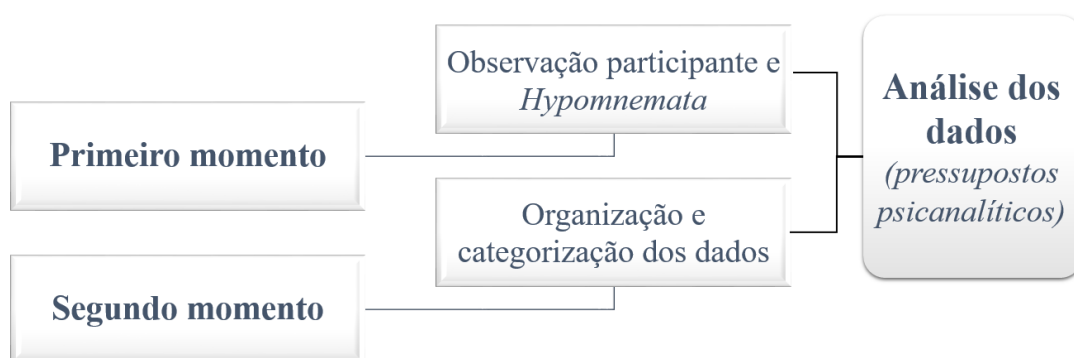 Primeiro momento
Observação participante e
Hypomnemata
Segundo momento
Organização e
categorização dos dados
Análise dos
dados
(pressupostos
psicanalíticos)